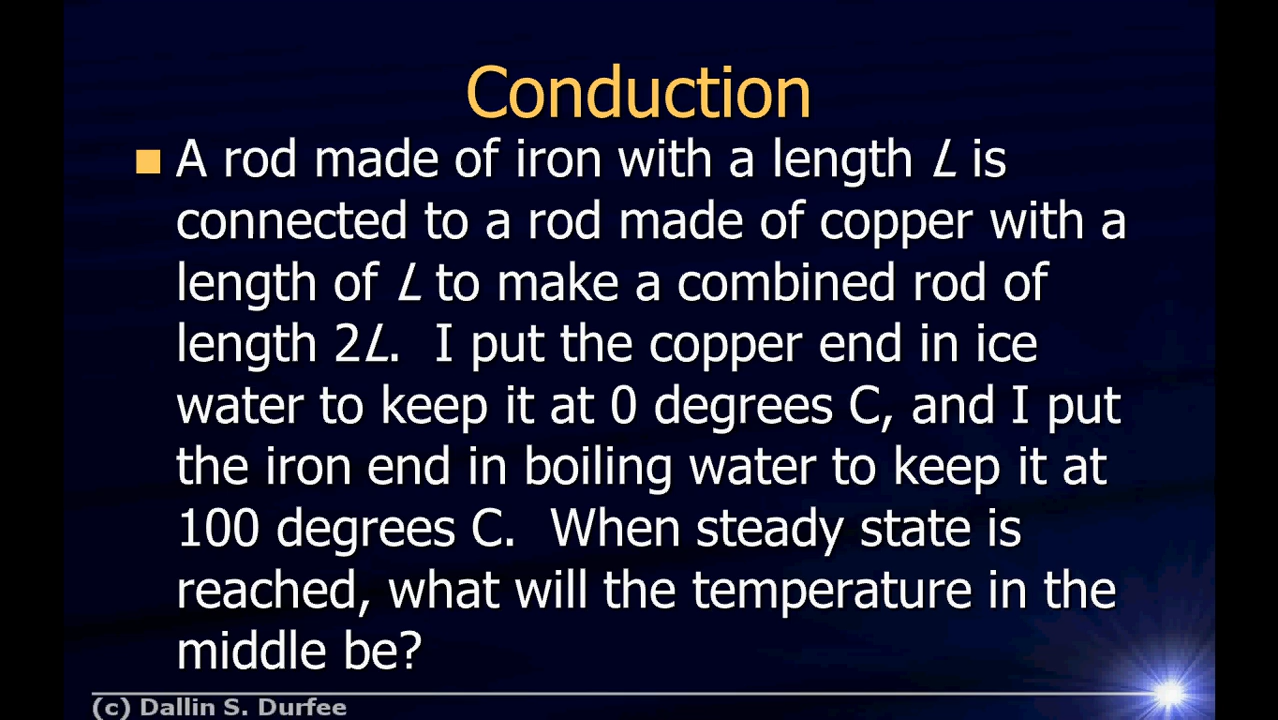 Conduction
A rod made of iron with a length L is
connected to a rod made of copper with a
length of L to make a combined rod of
length 2L. I put the copper end in ice
water to keep it at 0 degrees C, and I put
the iron end in boiling water to keep it at
100 degrees C. When steady state is
reached, what will the temperature in the
middle be?
(c) Dallin S. Durfee